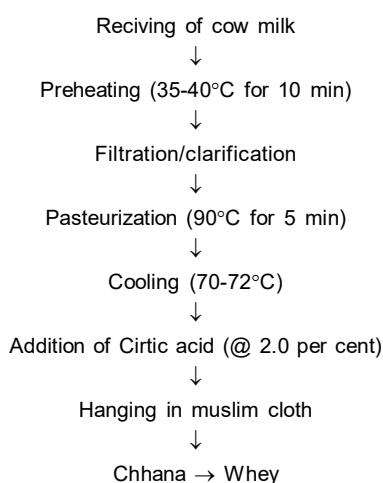 Reciving of cow milk
↓
Preheating (35-40°C for 10 min)
↓
Filtration/clarification
↓
Pasteurization (90°C for 5 min)
↓
Cooling (70-72°C)
↓
Addition of Cirtic acid (@ 2.0 per cent)
↓
Hanging in muslim cloth
↓
Chhana → Whey